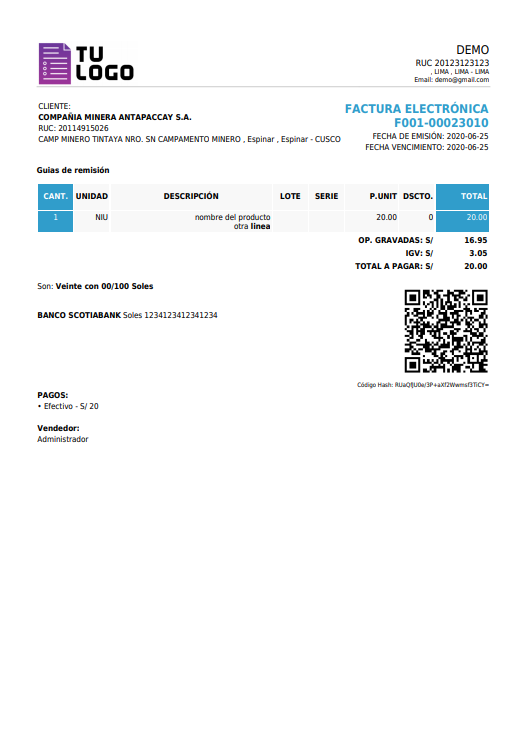 TU
LOGO
DEMO
RUC 20123123123
, LIMA , LIMA - LIMA
Email: demo@gmail.com
CLIENTE:
COMPAÑIA MINERA ANTAPACCAY S.A.
RUC: 20114915026
CAMP MINERO TINTAYA NRO. SN CAMPAMENTO MINERO , Espinar , Espinar - CUSCO
FACTURA ELECTRÓNICA
F001-00023010
FECHA DE EMISIÓN: 2020-06-25
FECHA VENCIMIENTO: 2020-06-25
Guias de remisión
CANT. UNIDAD DESCRIPCIÓN LOTE SERIE P.UNIT DSCTO. TOTAL
1 NIU nombre del producto 20.00 0 20.00
otra linea
OP. GRAVADAS: S/ 16.95
IGV: S/ 3.05
TOTAL A PAGAR: S/ 20.00
Son: Veinte con 00/100 Soles
BANCO SCOTIABANK Soles 1234123412341234
Código Hash: RUaQfJU0e/3P+aXf2Wwmsf3TiCY=
PAGOS:
• Efectivo - S/ 20
Vendedor:
Administrador